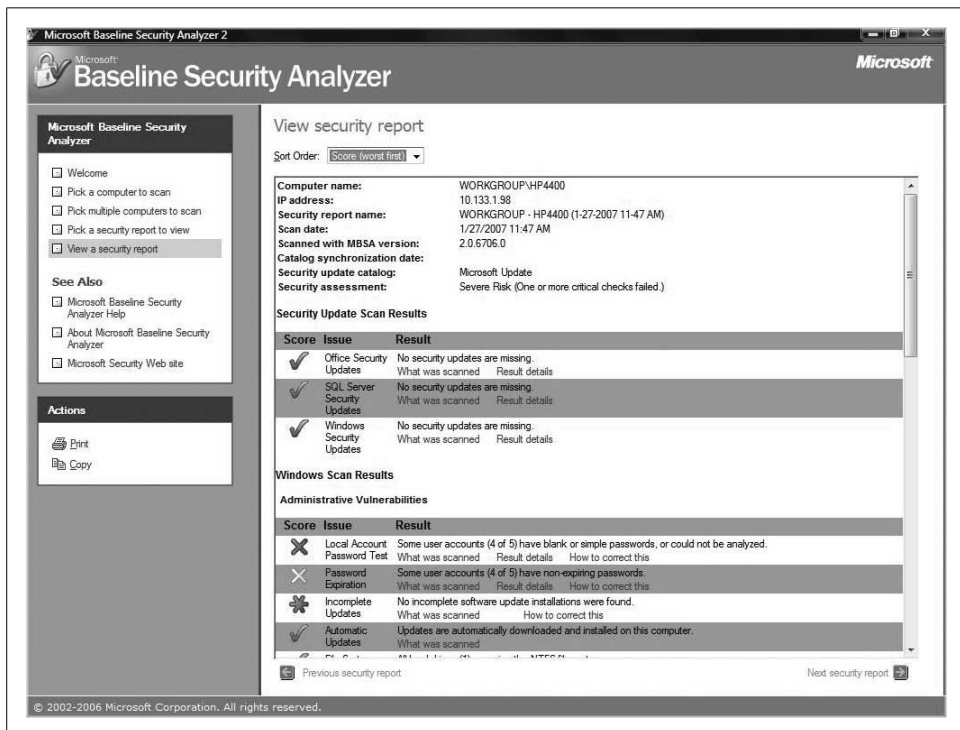 Microsoft Baseline Security Analyzer 2
Microsoft
Baseline Security Analyzer
Microsoft
Microsoft Baseline Security
Analyzer
Welcome
Pick a computer to scan
Pick multiple computers to scan
Pick a security report to view
View a security report
See Also
Microsoft Baseline Security
Analyzer Help
About Microsoft Baseline Security
Analyzer
Microsoft Security Web site
Actions
Print
Copy
View security report
Sort Order: Score (worst first)
Computer name: WORKGROUP\HP4400
IP address: 10.133.1.98
Security report name: WORKGROUP - HP4400 (1-27-2007 11-47 AM)
Scan date: 1/27/2007 11:47 AM
Scanned with MBSA version: 2.0.6706.0
Catalog synchronization date:
Security update catalog: Microsoft Update
Security assessment: Severe Risk (One or more critical checks failed.)
Security Update Scan Results
Score Issue Result
Office Security Updates No security updates are missing.
What was scanned Result details
SQL Server Security Updates No security updates are missing.
What was scanned Result details
Windows Security Updates No security updates are missing.
What was scanned Result details
Windows Scan Results
Administrative Vulnerabilities
Score Issue Result
Local Account Password Test Some user accounts (4 of 5) have blank or simple passwords, or could not be analyzed.
What was scanned Result details How to correct this
Password Expiration Some user accounts (4 of 5) have non-expiring passwords.
What was scanned Result details How to correct this
Incomplete Updates No incomplete software update installations were found.
What was scanned How to correct this
Automatic Updates Updates are automatically downloaded and installed on this computer.
What was scanned
Previous security report
Next security report
© 2002-2006 Microsoft Corporation. All rights reserved.